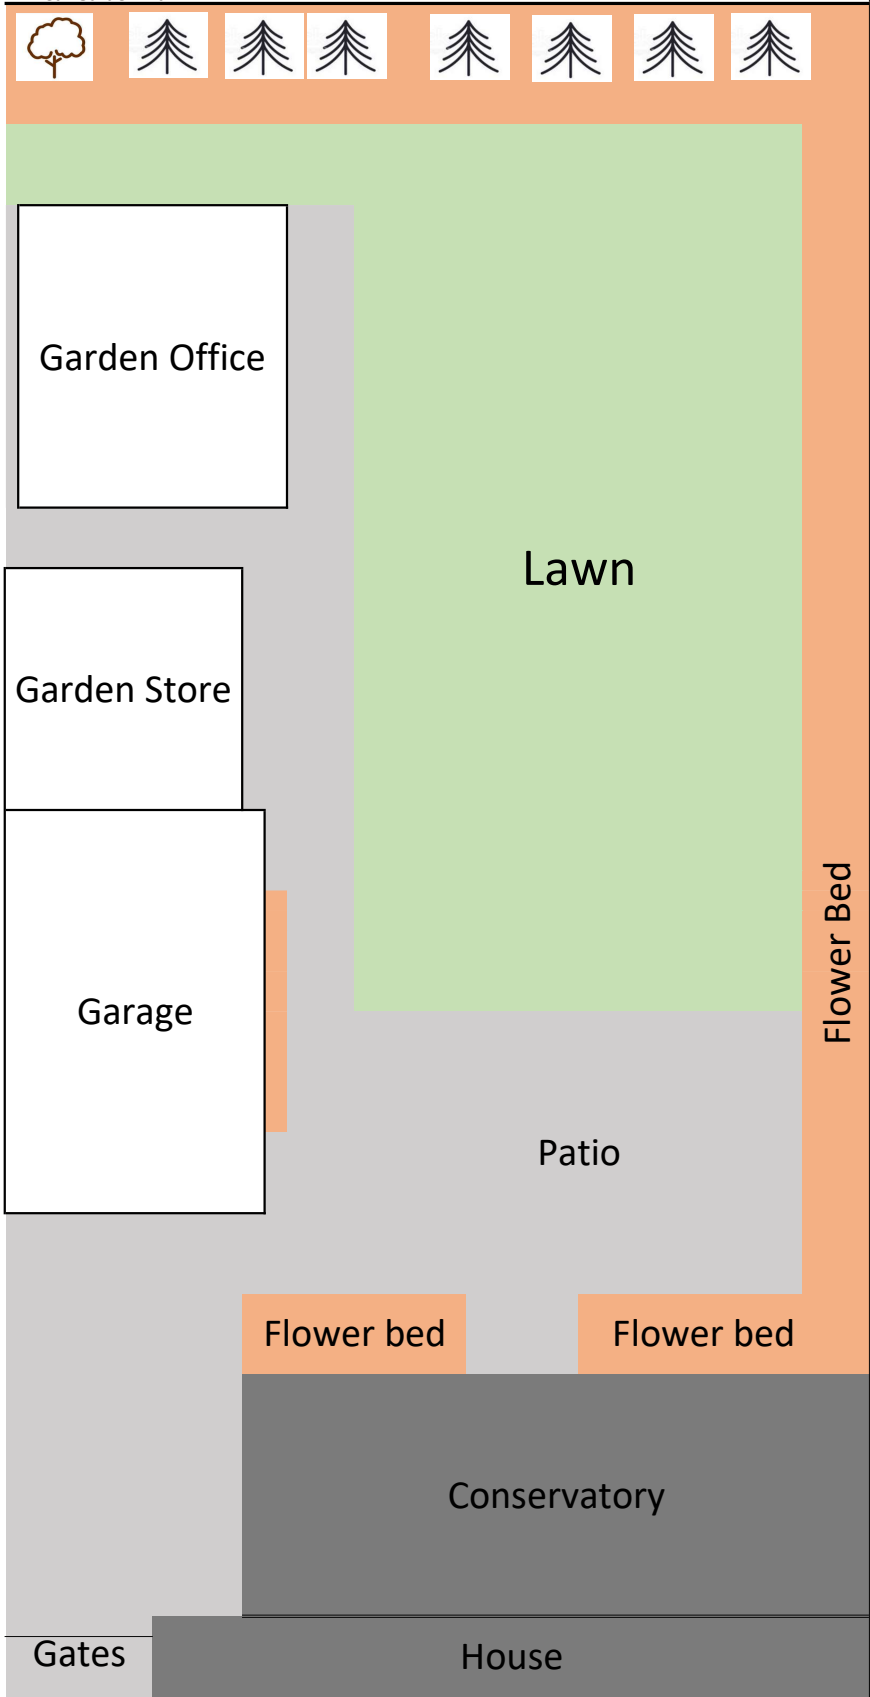 Garden Office
Lawn
Garden Store
Flower Bed
Garage
Patio
Flower bed
Flower bed
Conservatory
Gates
House